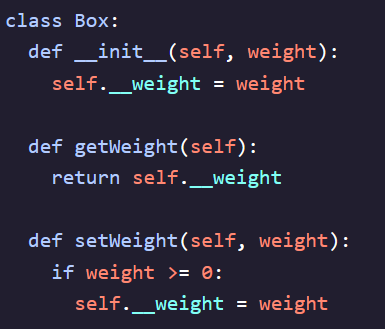 class Box:
  def __init__(self, weight):
    self.__weight = weight

  def getWeight(self):
    return self.__weight

  def setWeight(self, weight):
    if weight >= 0:
      self.__weight = weight